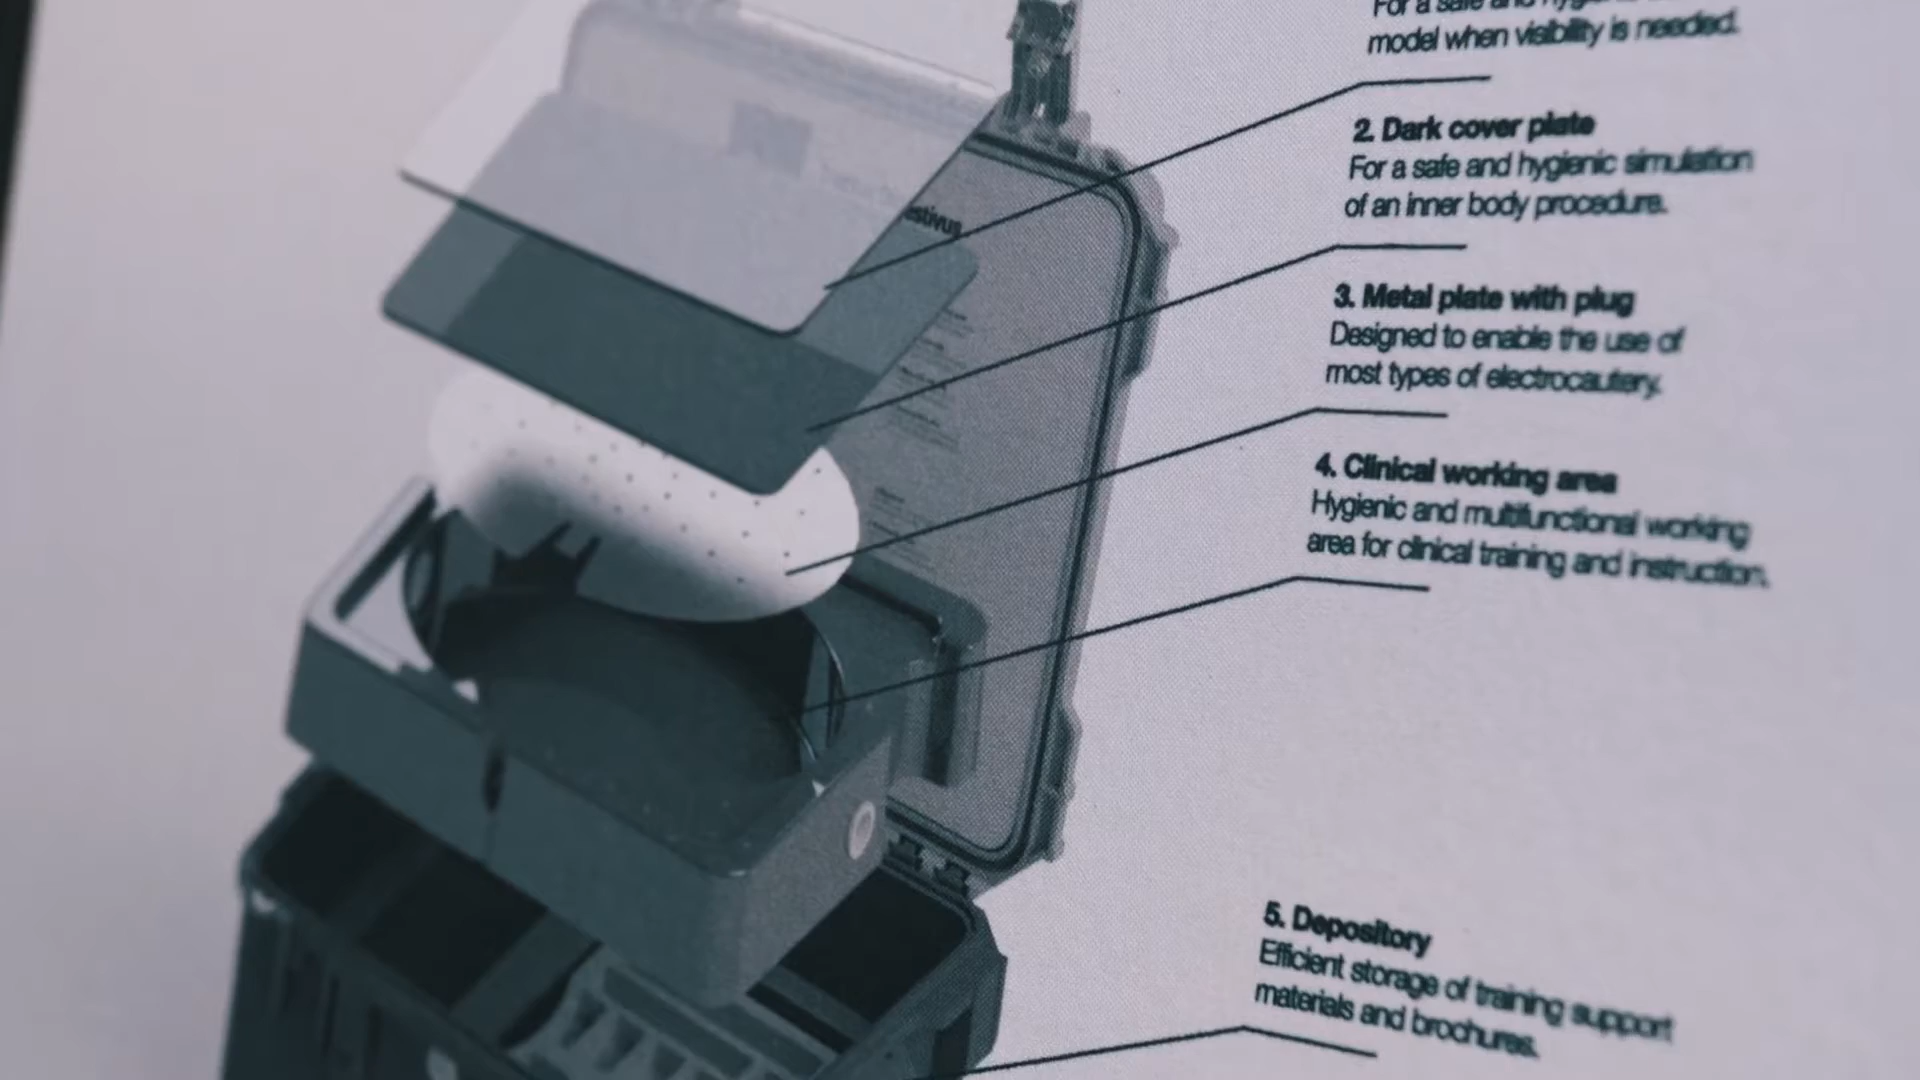 For a safe and
model when visibility is needed.
2. Dark cover plate
For a safe and hygienic simulation
of an inner body procedure.
3. Metal plate with plug
Designed to enable the use of
most types of electrocautery.
4. Clinical working area
Hygienic and multifunctional working
area for clinical training and instruction.
5. Depository
Efficient storage of training support
materials and brochures.